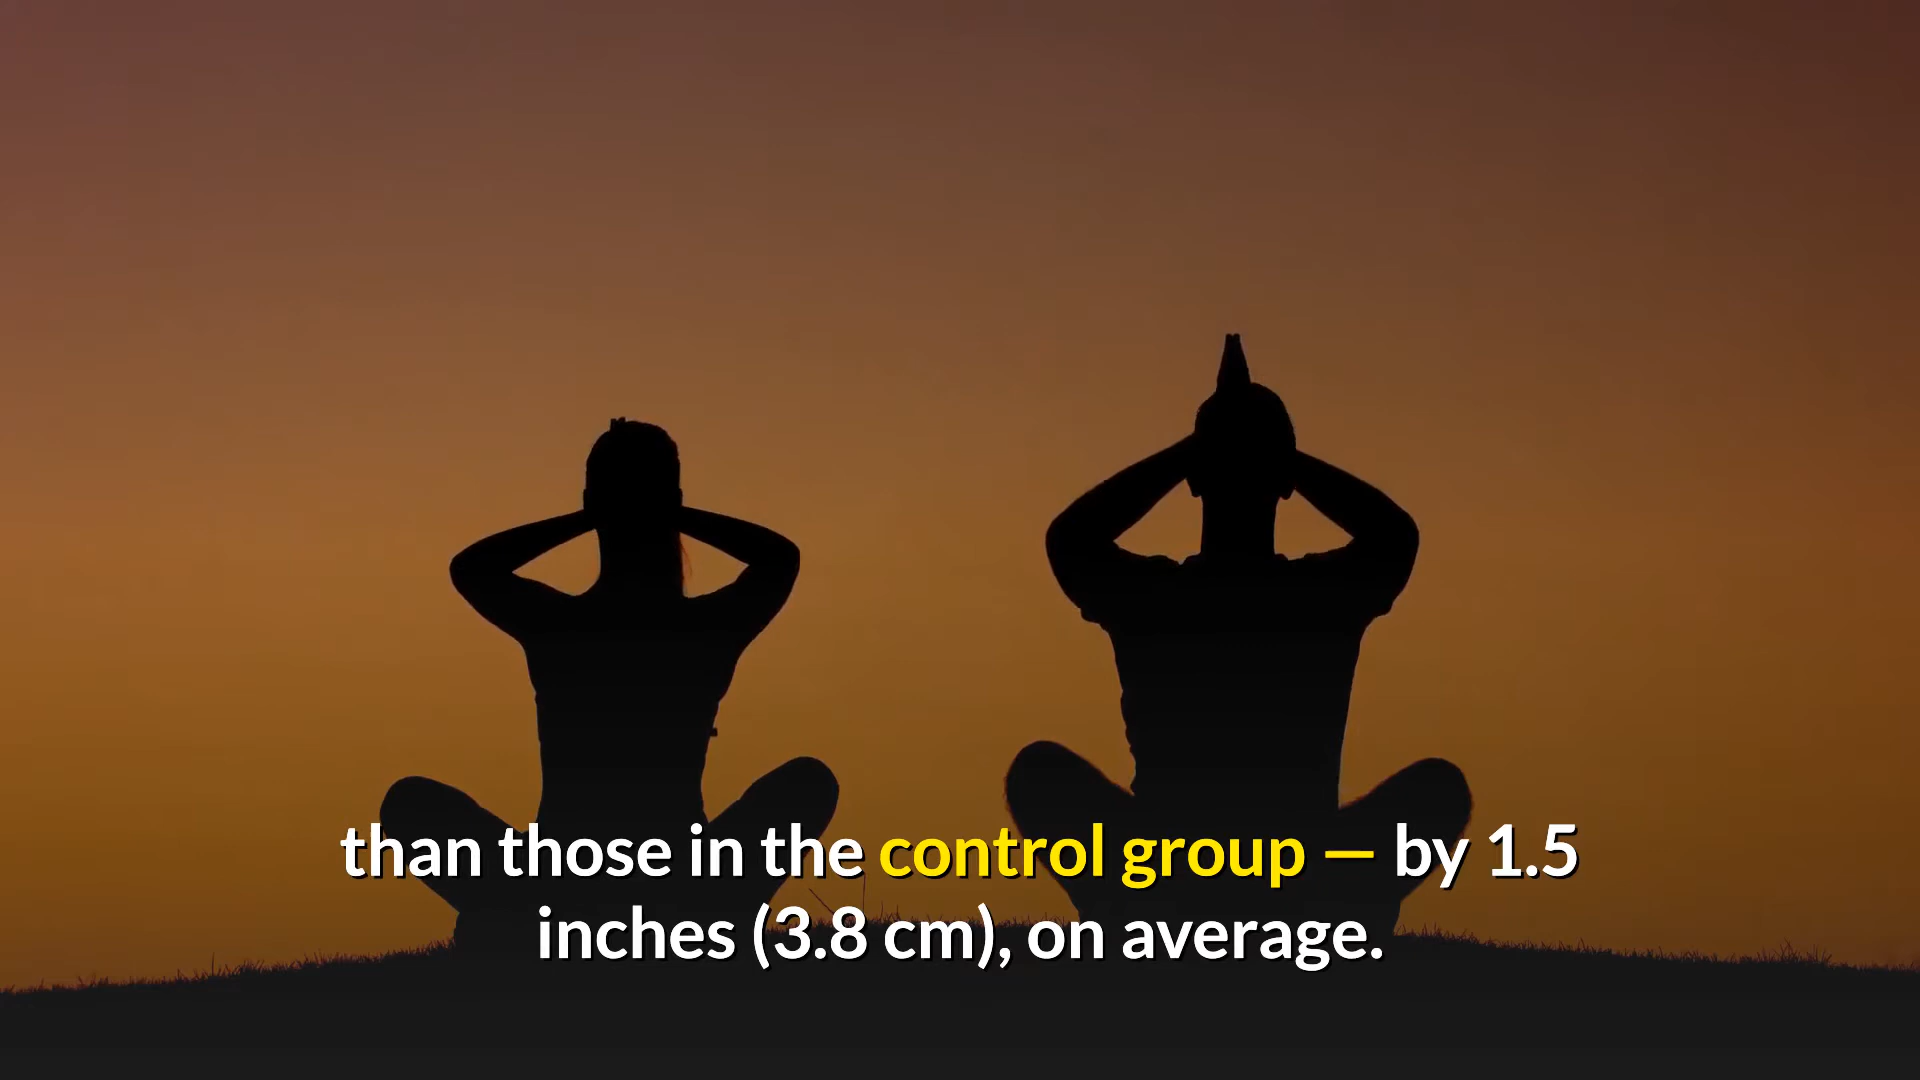 than those in the control group — by 1.5
inches (3.8 cm), on average.